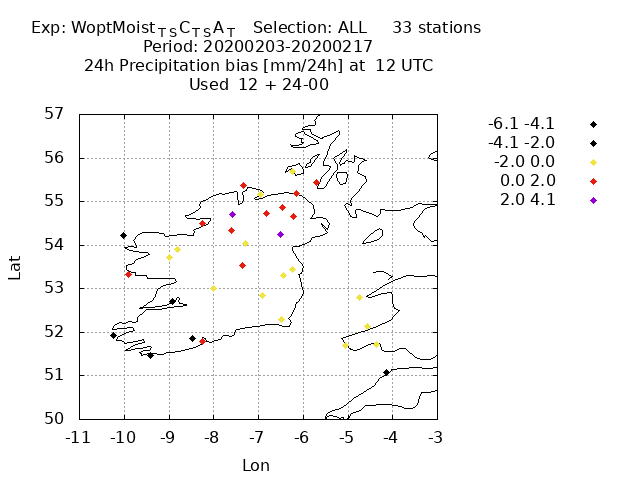 Exp: WoptMoist_TSC_TSA_T   Selection: ALL     33 stations
Period: 20200203-20200217
24h Precipitation bias [mm/24h] at  12 UTC
Used  12 + 24-00
57
56
55
54
53
52
51
50
-11 -10 -9 -8 -7 -6 -5 -4 -3
Lat
Lon
-6.1 -4.1
-4.1 -2.0
-2.0 0.0
0.0 2.0
2.0 4.1